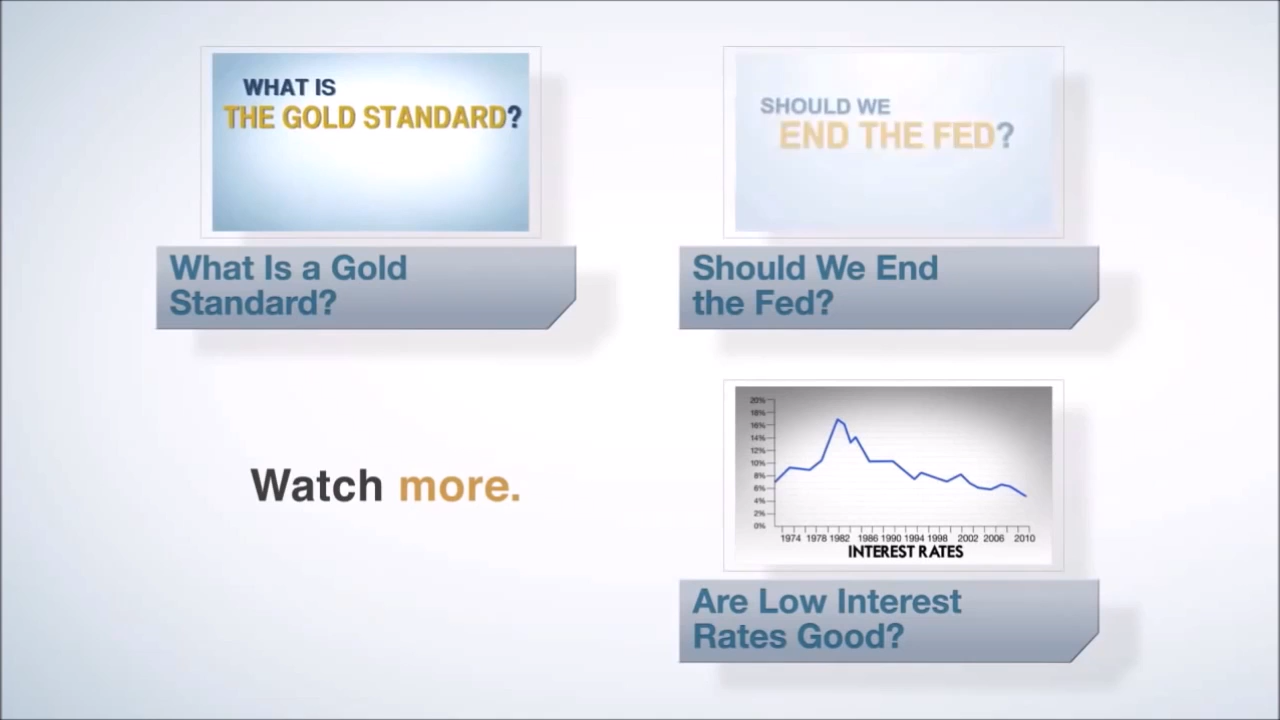 WHAT IS
THE GOLD STANDARD?
What Is a Gold
Standard?
SHOULD WE
END THE FED?
Should We End
the Fed?
Watch more.
20%
18%
16%
14%
12%
10%
8%
6%
4%
2%
0%
1974 1978 1982 1986 1990 1994 1998 2002 2006 2010
INTEREST RATES
Are Low Interest
Rates Good?